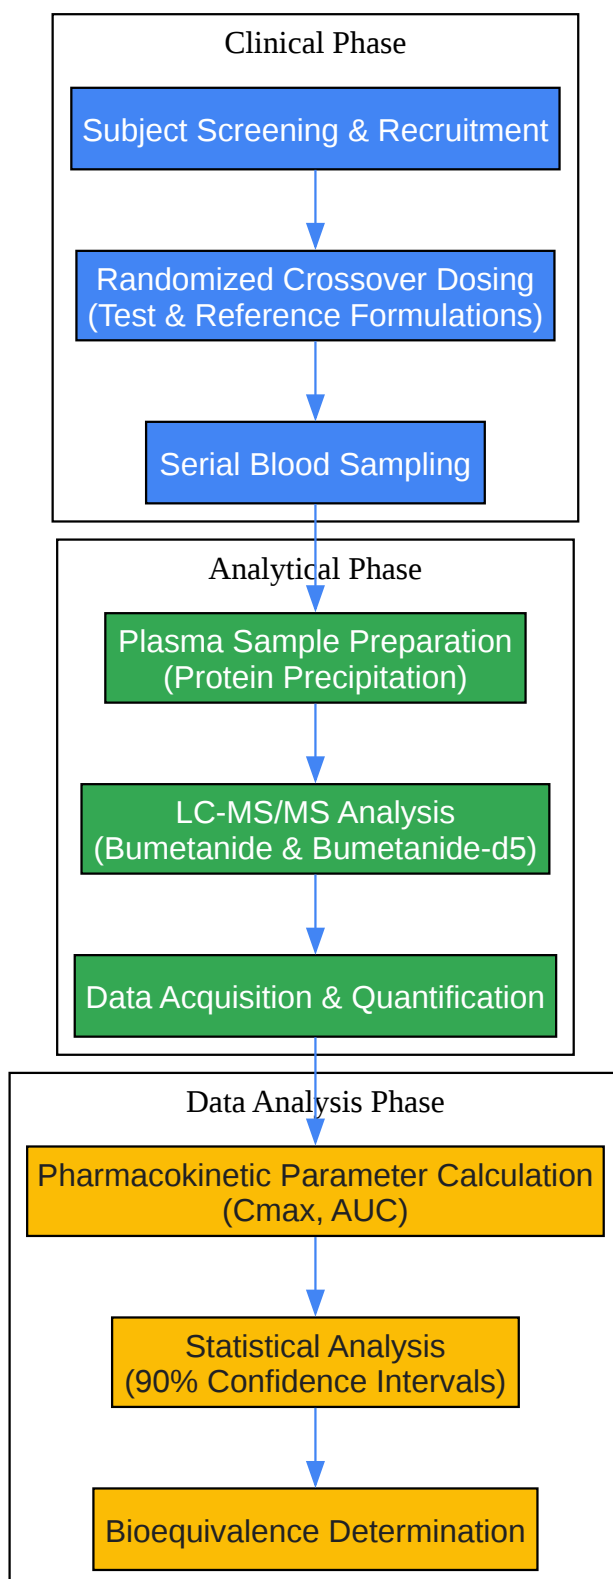 Clinical Phase
Subject Screening & Recruitment
Randomized Crossover Dosing
(Test & Reference Formulations)
Serial Blood Sampling
Analytical Phase
Plasma Sample Preparation
(Protein Precipitation)
LC-MS/MS Analysis
(Bumetanide & Bumetanide-d5)
Data Acquisition & Quantification
Data Analysis Phase
Pharmacokinetic Parameter Calculation
(Cmax, AUC)
Statistical Analysis
(90% Confidence Intervals)
Bioequivalence Determination